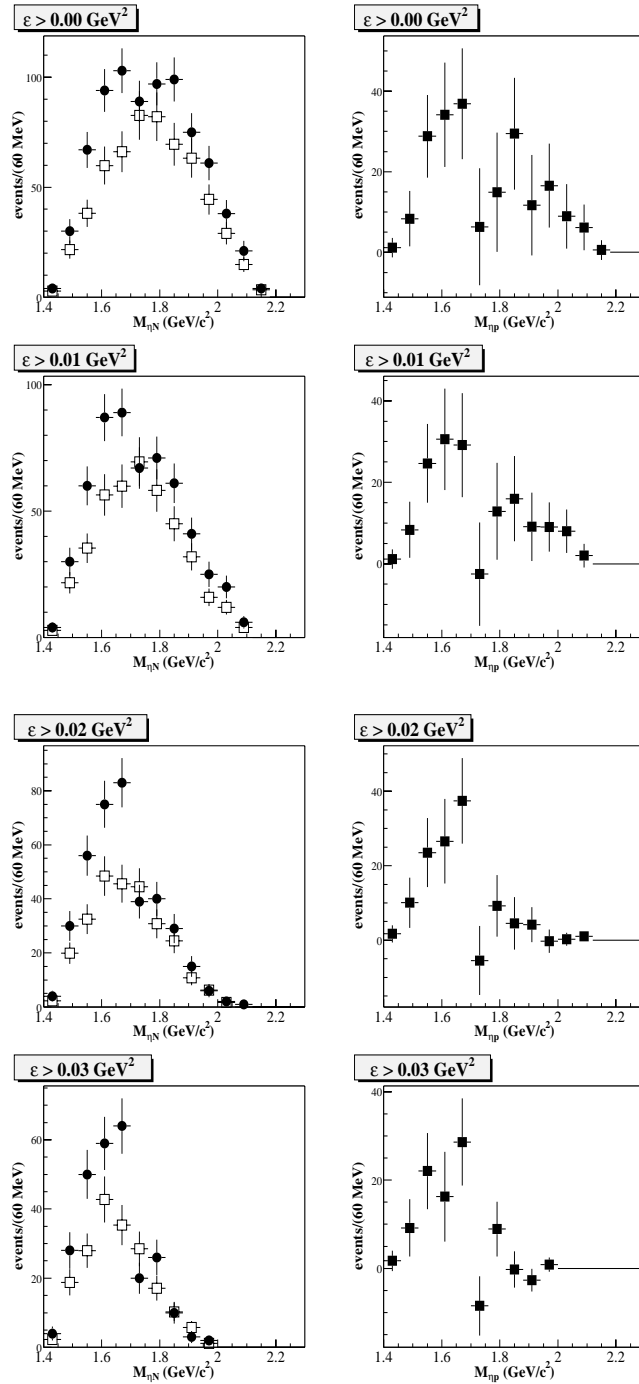 ε > 0.00 GeV²
events/(60 MeV)
100
50
0
1.4 1.6 1.8 2 2.2
M_ηN (GeV/c²)
ε > 0.00 GeV²
events/(60 MeV)
40
20
0
1.4 1.6 1.8 2 2.2
M_ηp (GeV/c²)
ε > 0.01 GeV²
events/(60 MeV)
100
50
0
1.4 1.6 1.8 2 2.2
M_ηN (GeV/c²)
ε > 0.01 GeV²
events/(60 MeV)
40
20
0
1.4 1.6 1.8 2 2.2
M_ηp (GeV/c²)
ε > 0.02 GeV²
events/(60 MeV)
80
60
40
20
0
1.4 1.6 1.8 2 2.2
M_ηN (GeV/c²)
ε > 0.02 GeV²
events/(60 MeV)
40
20
0
1.4 1.6 1.8 2 2.2
M_ηp (GeV/c²)
ε > 0.03 GeV²
events/(60 MeV)
60
40
20
0
1.4 1.6 1.8 2 2.2
M_ηN (GeV/c²)
ε > 0.03 GeV²
events/(60 MeV)
40
20
0
1.4 1.6 1.8 2 2.2
M_ηp (GeV/c²)